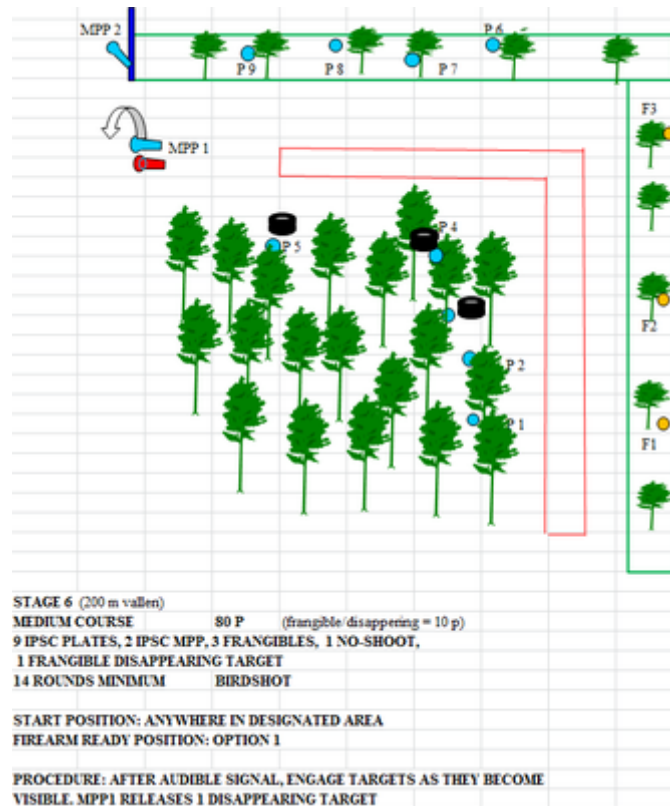 MPP 2
P 6
P 9
P 8
P 7
F3
MPP 1
P 4
P 5
F2
P 2
P 1
F1
STAGE 6 (200 m vallen)
MEDIUM COURSE 80 P (frangible/disappering = 10 p)
9 IPSC PLATES, 2 IPSC MPP, 3 FRANGIBLES, 1 NO-SHOOT,
1 FRANGIBLE DISAPPEARING TARGET
14 ROUNDS MINIMUM BIRDSHOT
START POSITION: ANYWHERE IN DESIGNATED AREA
FIREARM READY POSITION: OPTION 1
PROCEDURE: AFTER AUDIBLE SIGNAL, ENGAGE TARGETS AS THEY BECOME
VISIBLE. MPP1 RELEASES 1 DISAPPEARING TARGET